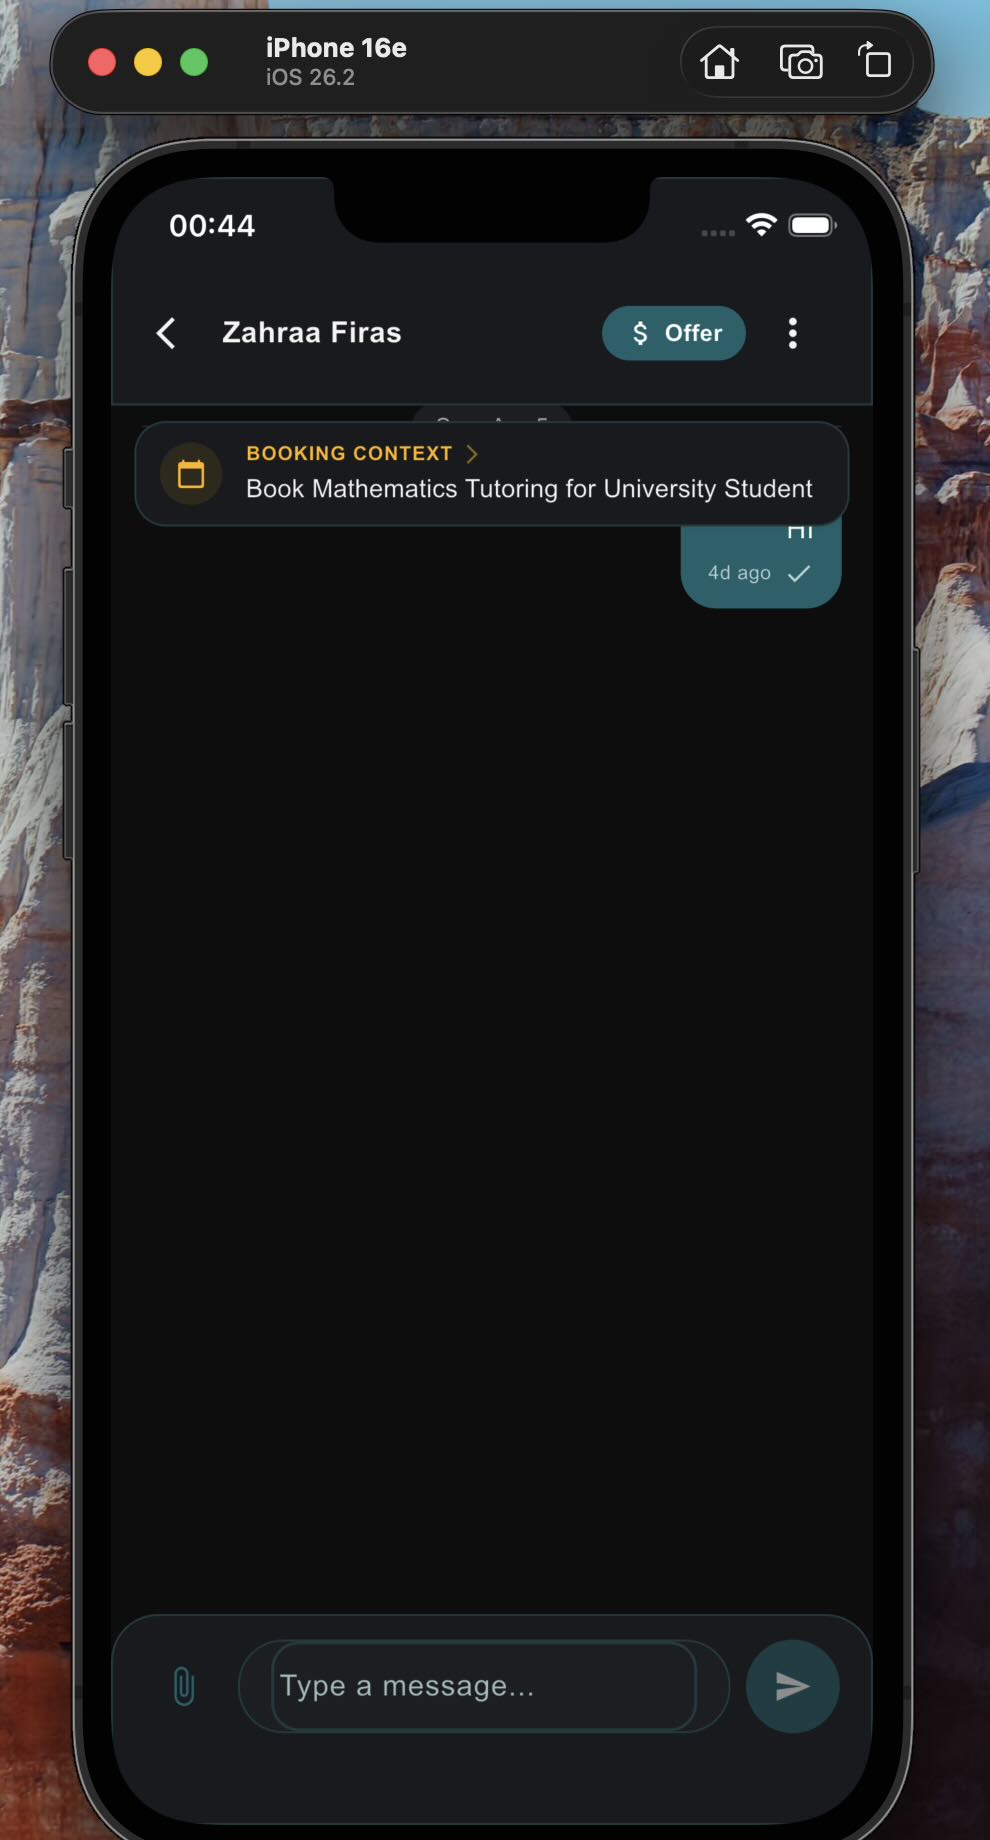 iPhone 16e
iOS 26.2
00:44
Zahraa Firas
$ Offer
BOOKING CONTEXT
Book Mathematics Tutoring for University Student
Hi
4d ago
Type a message...